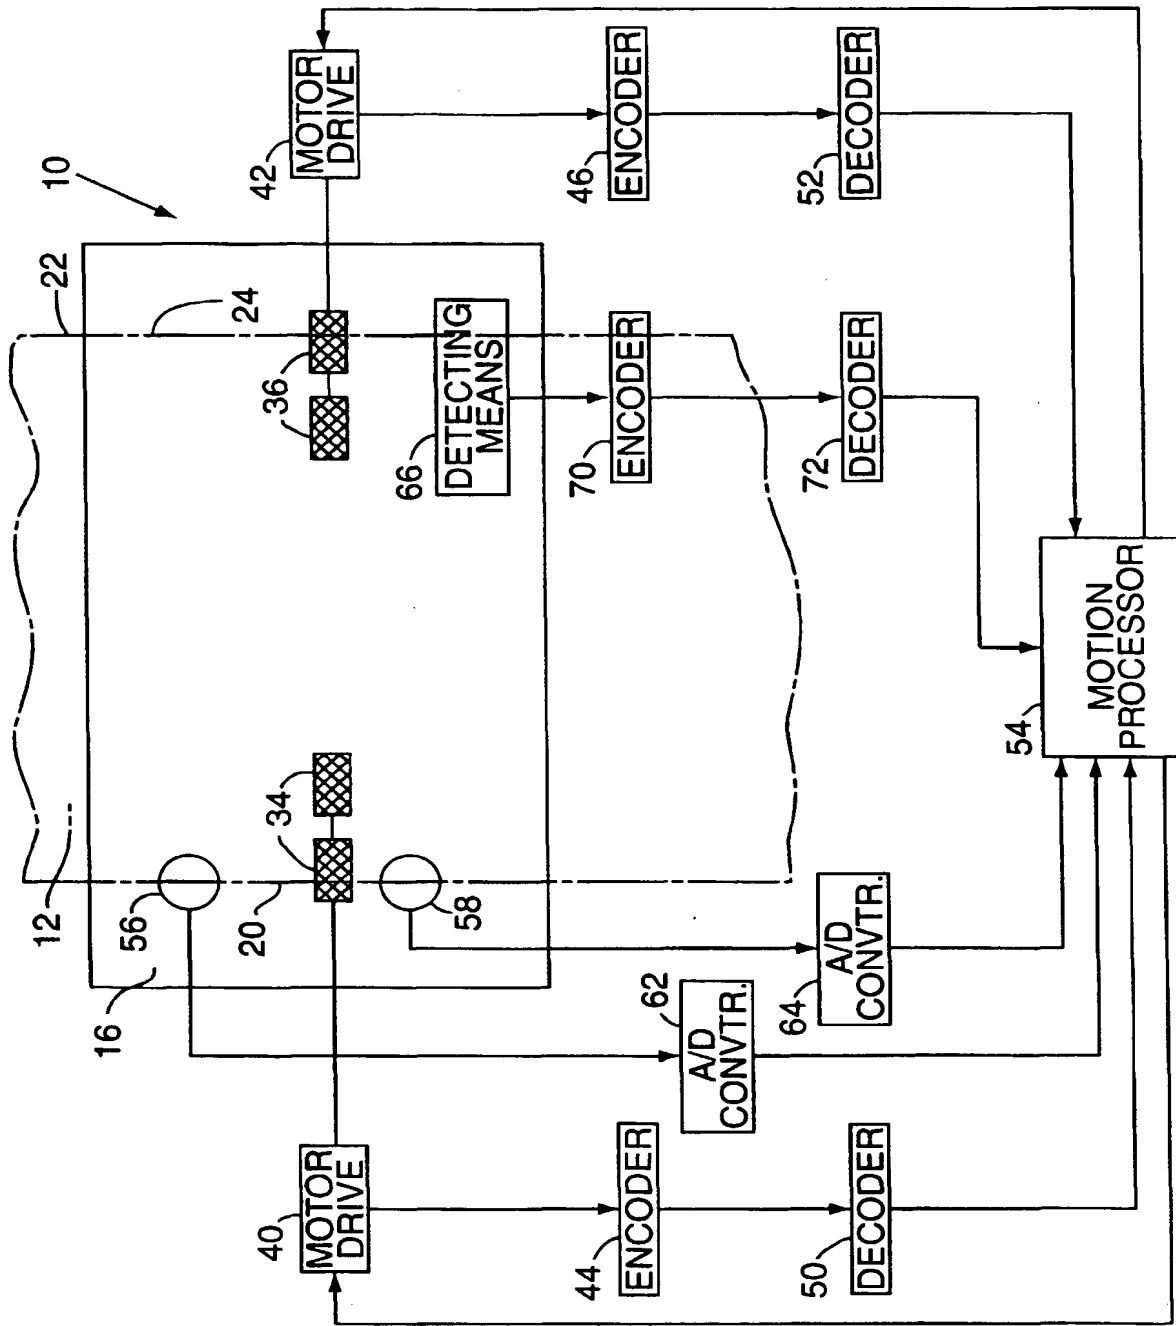 10
22
24
12
56
16
20
34
36
58
66
DETECTING
MEANS
42
MOTOR
DRIVE
40
MOTOR
DRIVE
46
ENCODER
70
ENCODER
44
ENCODER
62
A/D
CONVTR.
64
A/D
CONVTR.
52
DECODER
72
DECODER
50
DECODER
54
MOTION
PROCESSOR